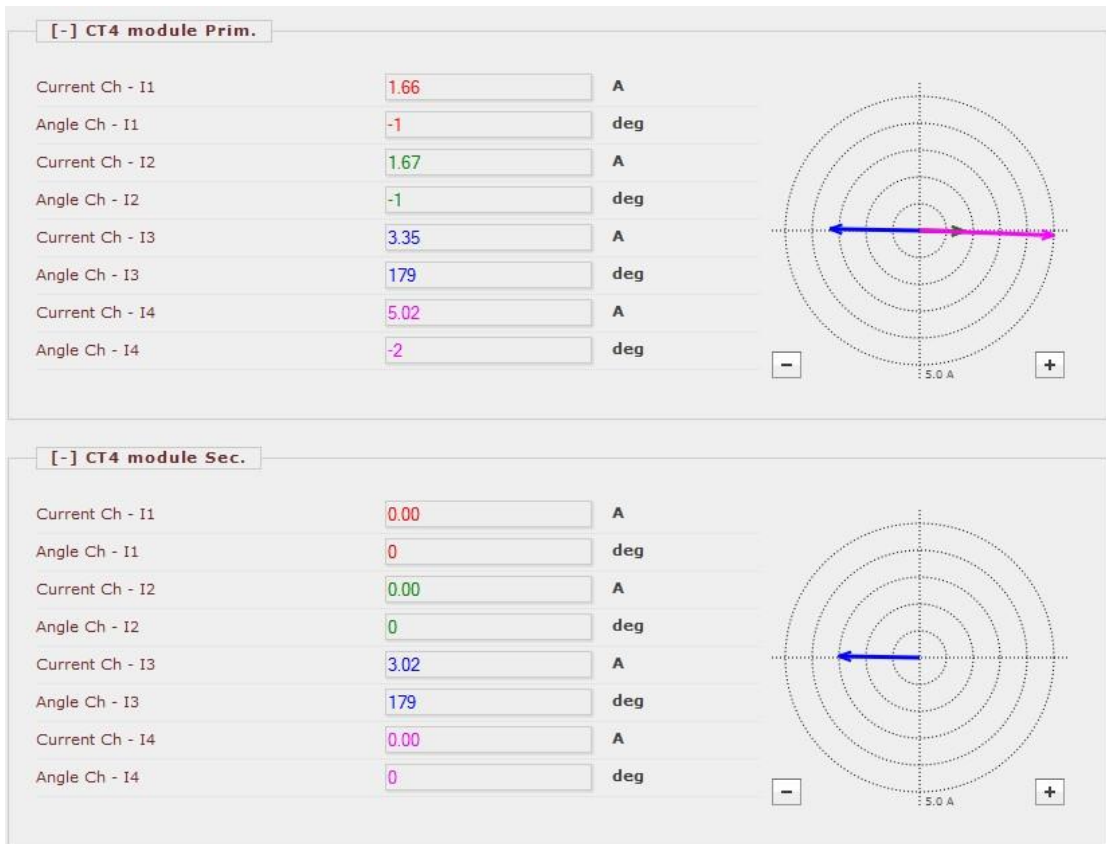 [-] CT4 module Prim.
Current Ch - I1 1.66 A
Angle Ch - I1 -1 deg
Current Ch - I2 1.67 A
Angle Ch - I2 -1 deg
Current Ch - I3 3.35 A
Angle Ch - I3 179 deg
Current Ch - I4 5.02 A
Angle Ch - I4 -2 deg
- 5.0 A +
[-] CT4 module Sec.
Current Ch - I1 0.00 A
Angle Ch - I1 0 deg
Current Ch - I2 0.00 A
Angle Ch - I2 0 deg
Current Ch - I3 3.02 A
Angle Ch - I3 179 deg
Current Ch - I4 0.00 A
Angle Ch - I4 0 deg
- 5.0 A +